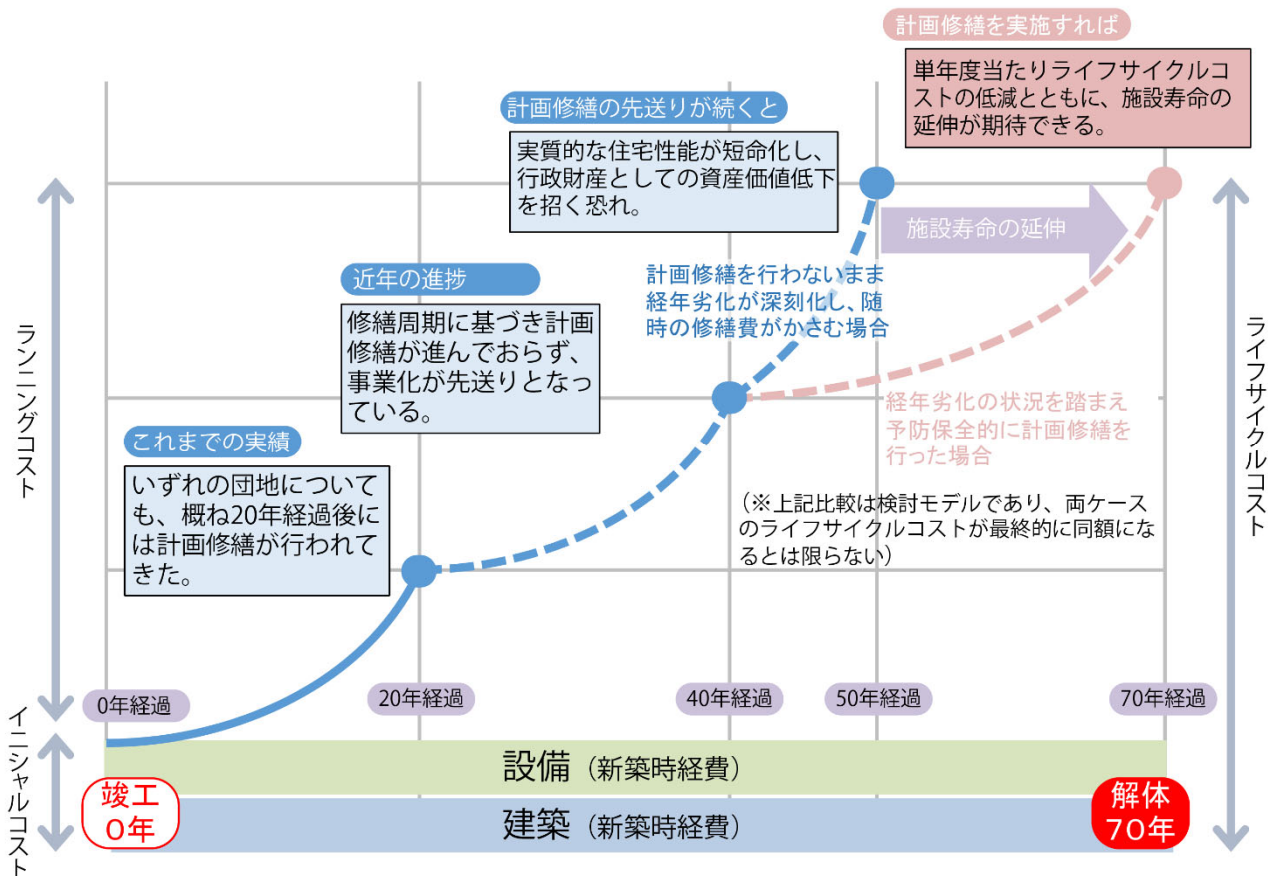 計画修繕を実施すれば
単年度当たりライフサイクルコ
ストの低減とともに、施設寿命の
延伸が期待できる。
計画修繕の先送りが続くと
実質的な住宅性能が短命化し、
行政財産としての資産価値低下
を招く恐れ。
施設寿命の延伸
近年の進捗
修繕周期に基づき計画
修繕が進んでおらず、
事業化が先送りとなっ
ている。
計画修繕を行わないまま
経年劣化が深刻化し、随
時の修繕費がかさむ場合
経年劣化の状況を踏まえ
予防保全的に計画修繕を
行った場合
これまでの実績
いずれの団地について
も、概ね20年経過後に
は計画修繕が行われて
きた。
（※上記比較は検討モデルであり、両ケース
のライフサイクルコストが最終的に同額にな
るとは限らない）
ランニングコスト
ライフサイクルコスト
イニシャルコスト
0年経過
20年経過
40年経過
50年経過
70年経過
設備（新築時経費）
建築（新築時経費）
竣工
0年
解体
70年